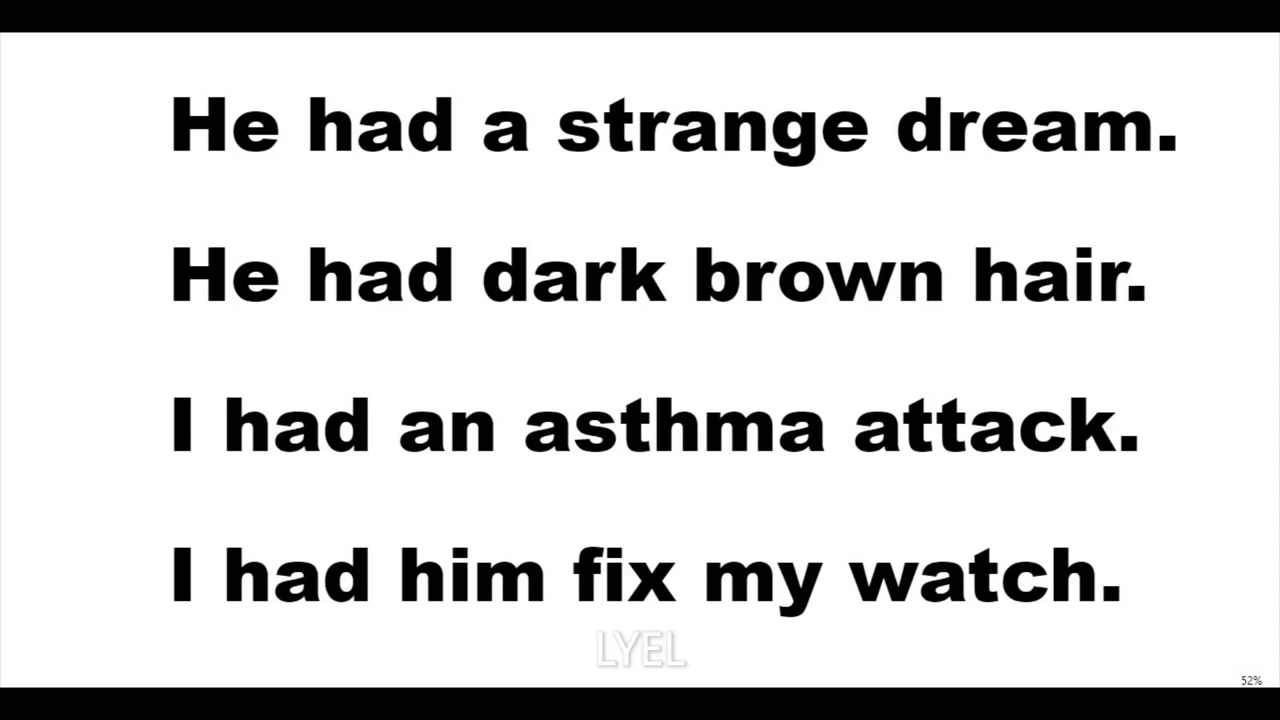 He had a strange dream.
He had dark brown hair.
I had an asthma attack.
I had him fix my watch.
LYEL
52%